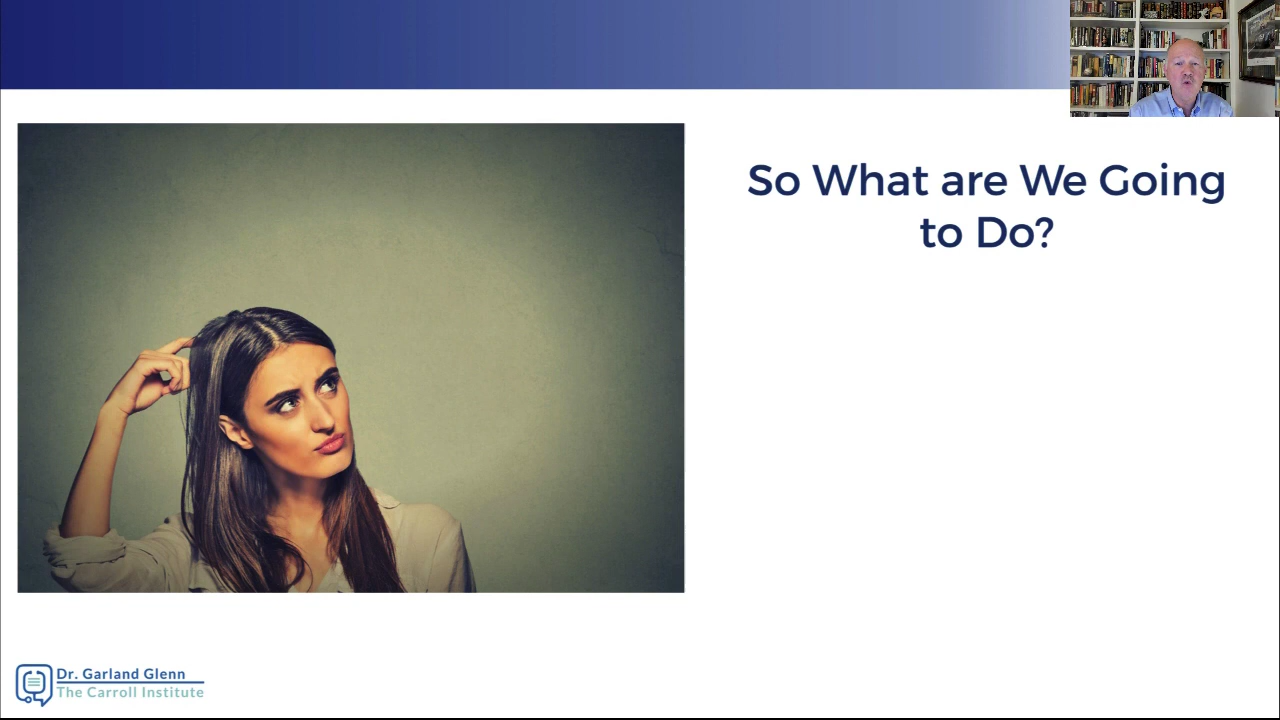 So What are We Going
to Do?
Dr. Garland Glenn
The Carroll Institute